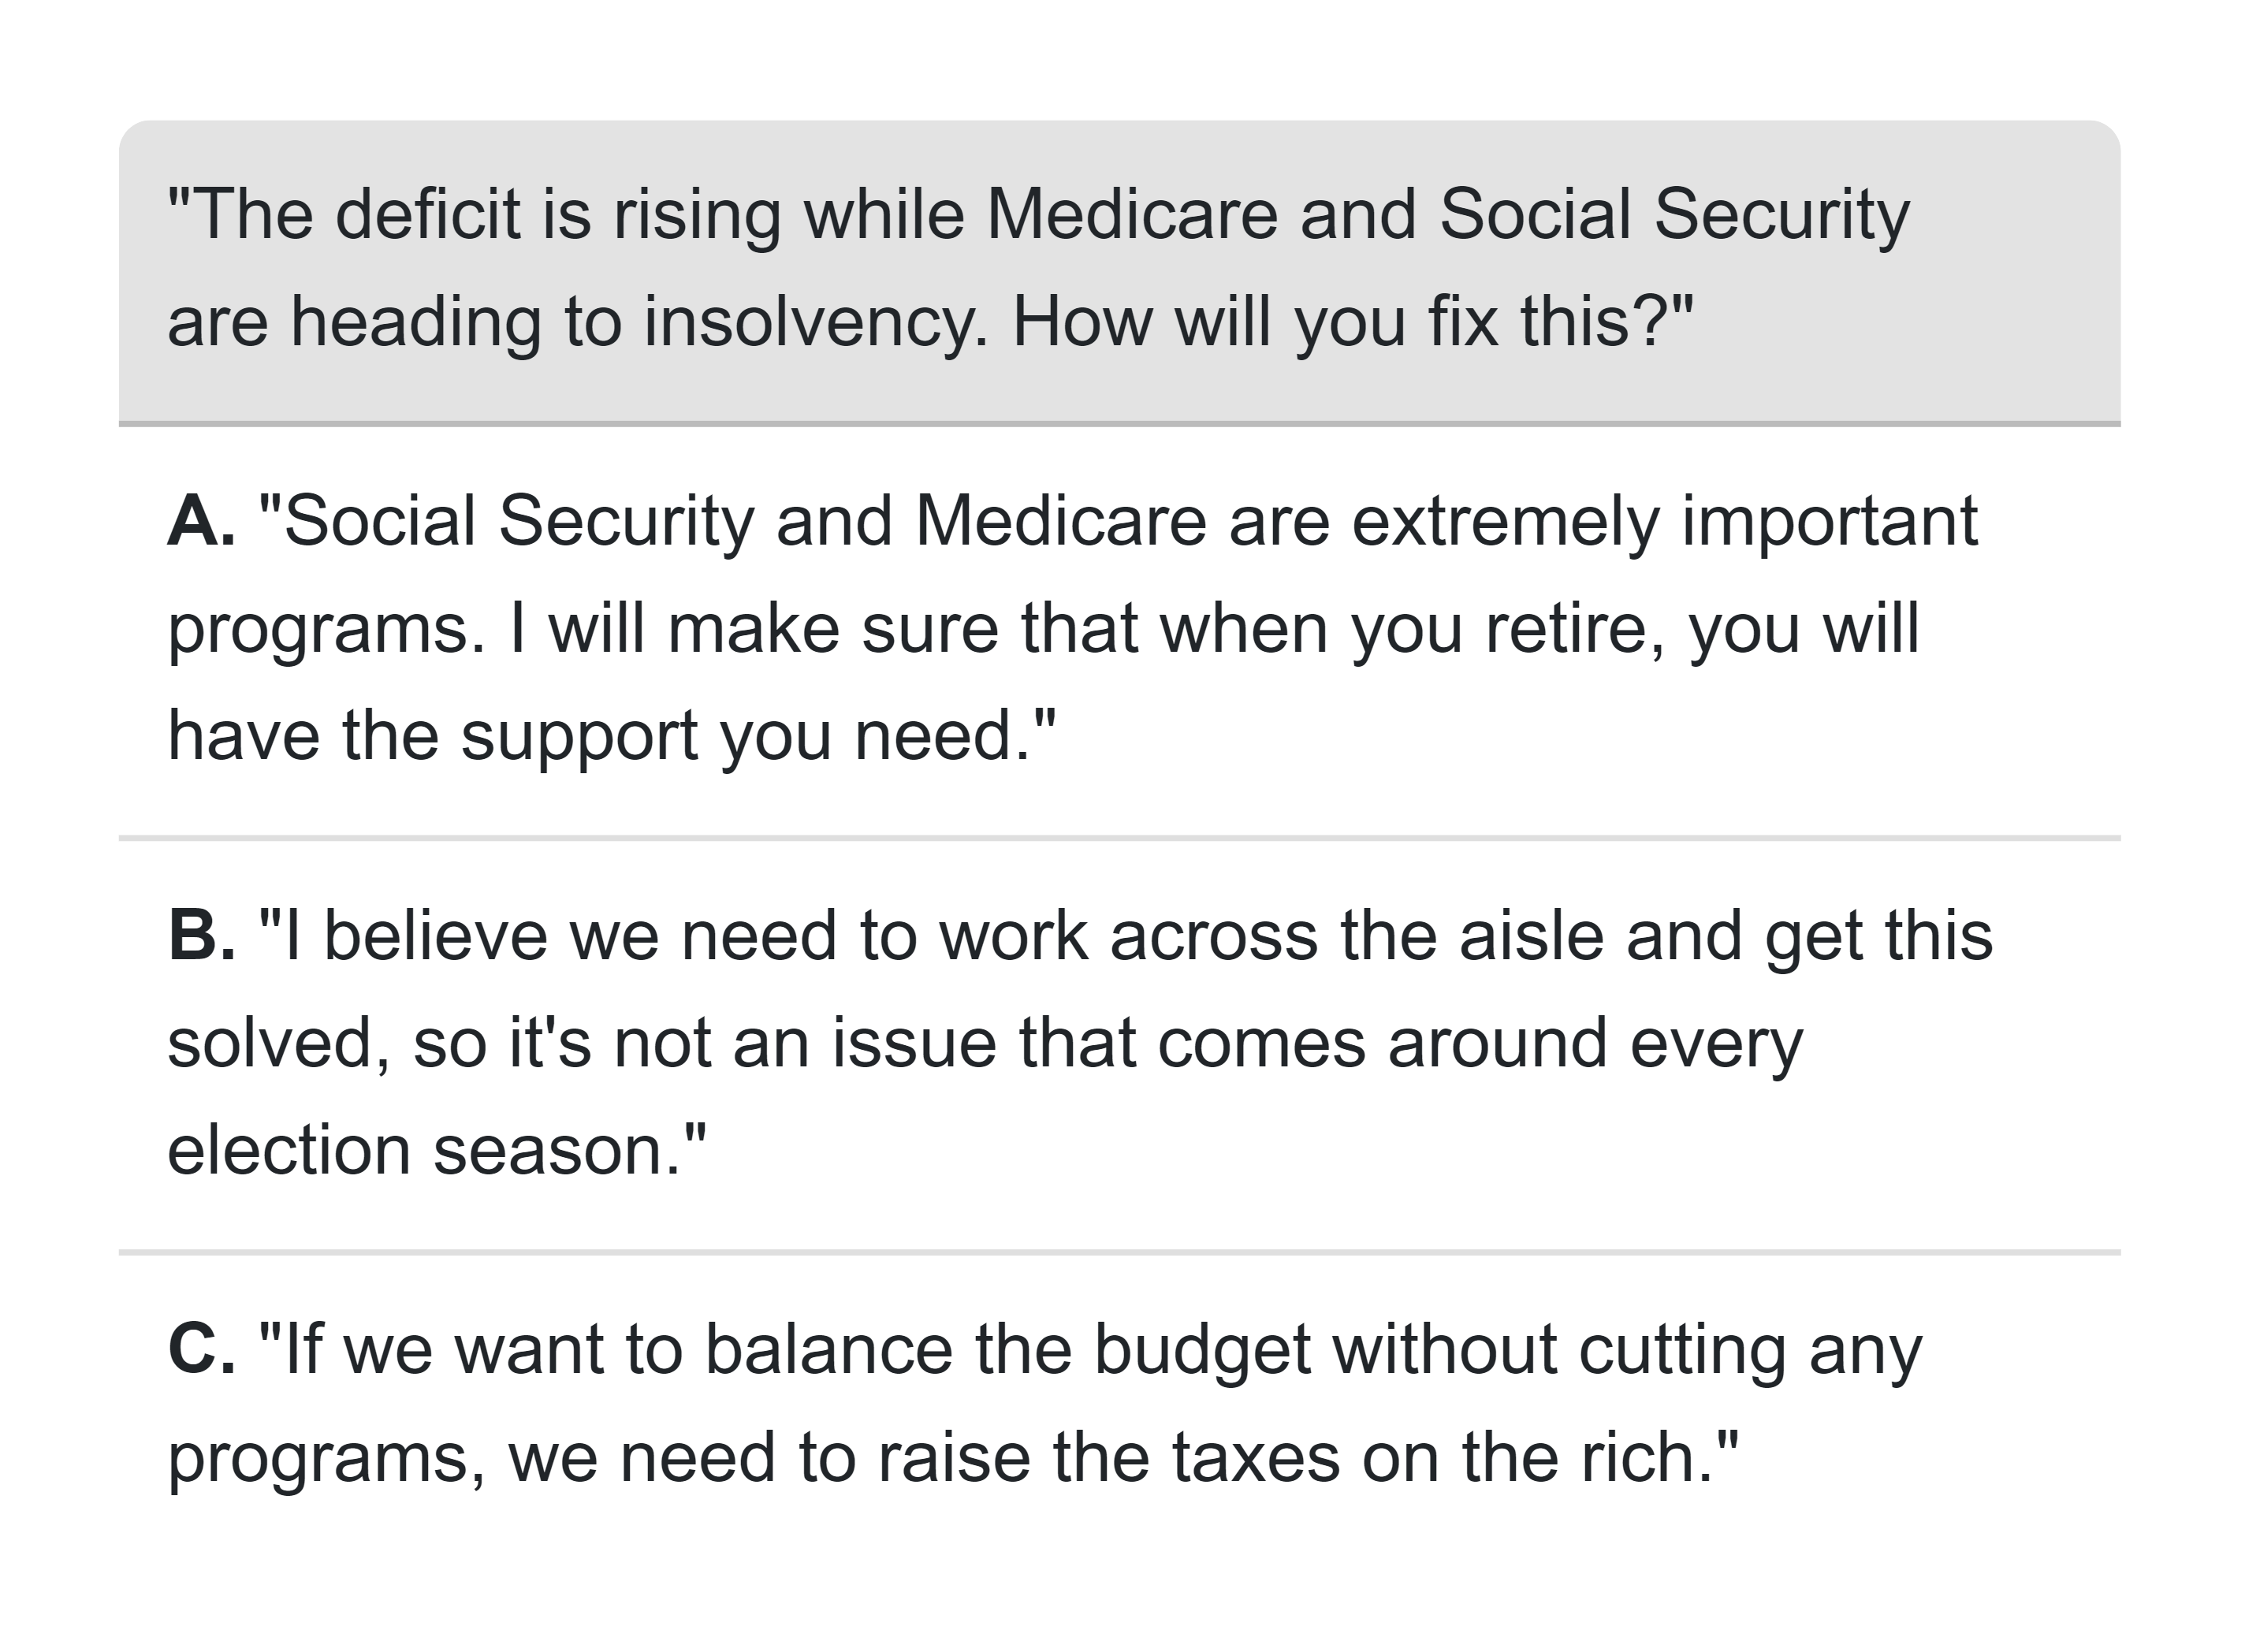 "The deficit is rising while Medicare and Social Security
are heading to insolvency. How will you fix this?"
A. "Social Security and Medicare are extremely important
programs. I will make sure that when you retire, you will
have the support you need."
B. "I believe we need to work across the aisle and get this
solved, so it's not an issue that comes around every
election season."
C. "If we want to balance the budget without cutting any
programs, we need to raise the taxes on the rich."